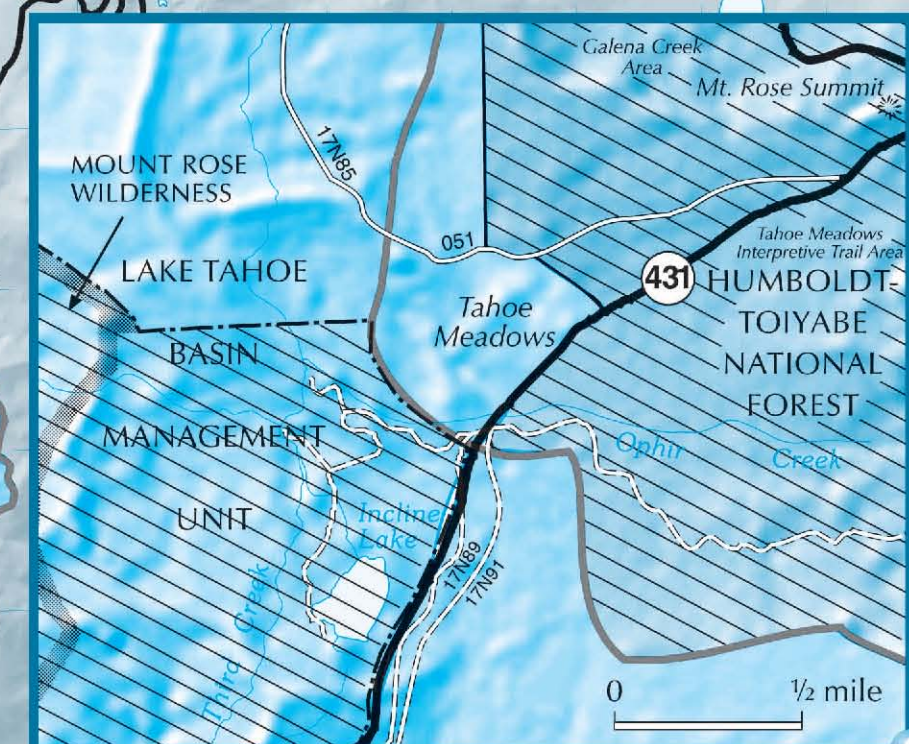 Galena Creek
Area
Mt. Rose Summit
17N85
MOUNT ROSE
WILDERNESS
051
Tahoe Meadows
Interpretive Trail Area
431
LAKE TAHOE
BASIN
MANAGEMENT
UNIT
HUMBOLDT-
TOIYABE
NATIONAL
FOREST
Tahoe
Meadows
Ophir
Creek
Incline
Lake
17N89
17N91
Third Creek
0
½ mile